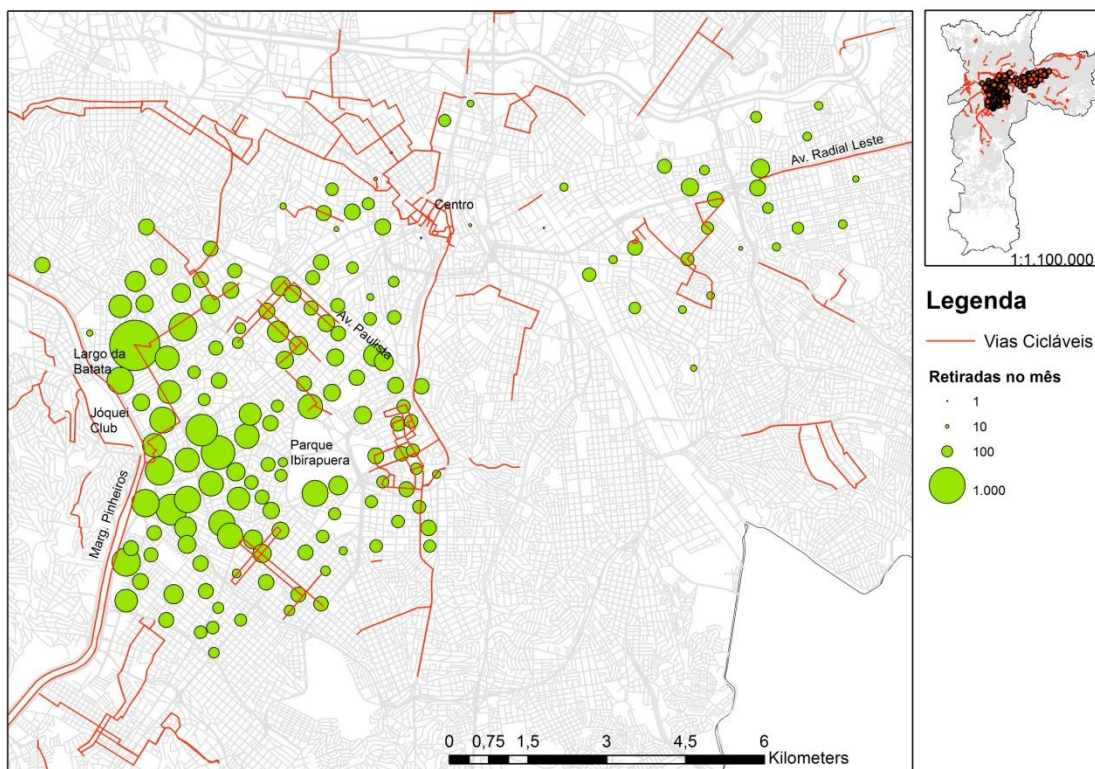 Av. Radial Leste
Centro
Av. Paulista
Largo da
Batata
Jóquei
Club
Parque
Ibirapuera
Marg. Pinheiros
0 0,75 1,5 3 4,5 6
Kilometers
1:1.100.000
Legenda
Vias Cicláveis
Retiradas no mês
1
10
100
1.000